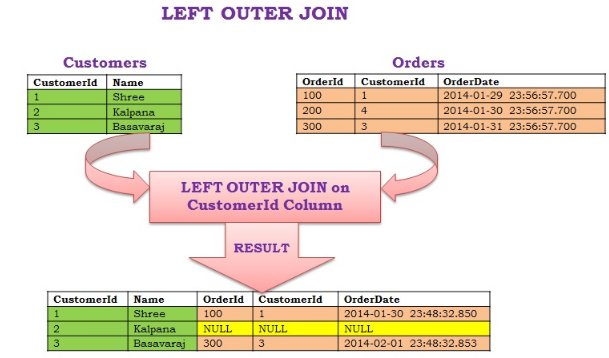 LEFT OUTER JOIN
Customers
CustomerId Name
1 Shree
2 Kalpana
3 Basavaraj
Orders
OrderId CustomerId OrderDate
100 1 2014-01-29 23:56:57.700
200 4 2014-01-30 23:56:57.700
300 3 2014-01-31 23:56:57.700
LEFT OUTER JOIN on
CustomerId Column
RESULT
CustomerId Name OrderId CustomerId OrderDate
1 Shree 100 1 2014-01-30 23:48:32.850
2 Kalpana NULL NULL NULL
3 Basavaraj 300 3 2014-02-01 23:48:32.853